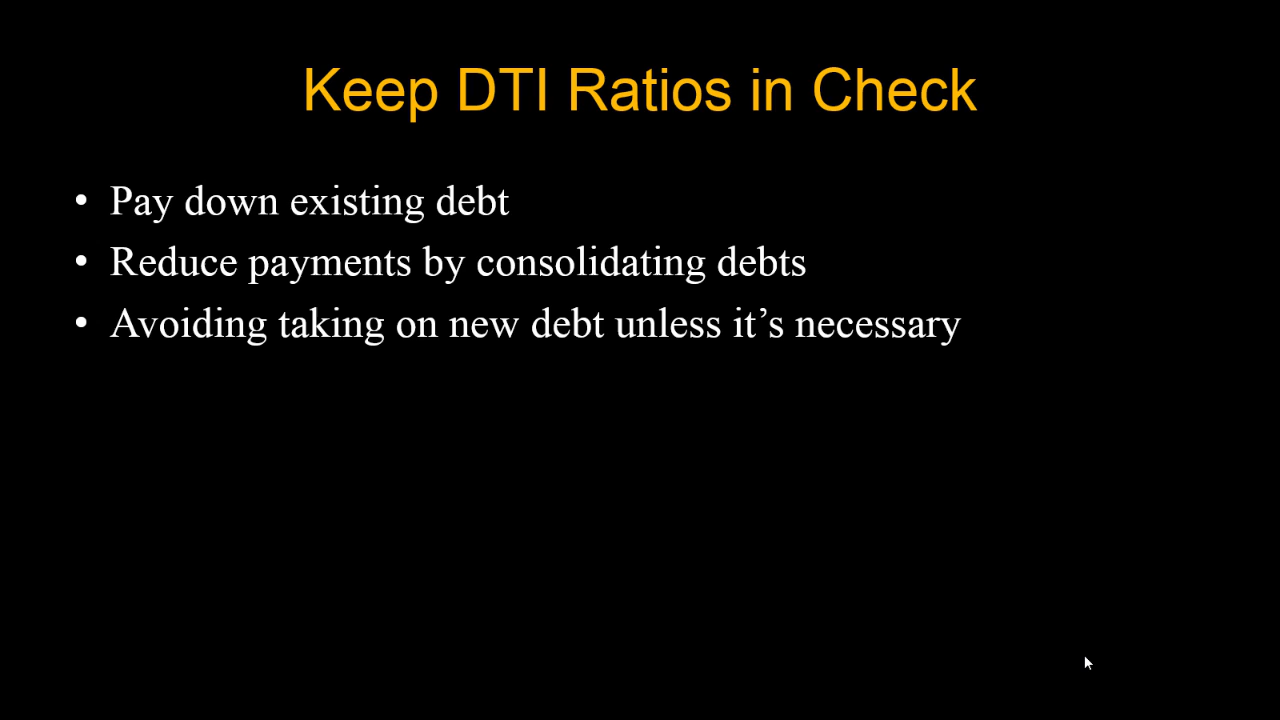 Keep DTI Ratios in Check
• Pay down existing debt
• Reduce payments by consolidating debts
• Avoiding taking on new debt unless it’s necessary